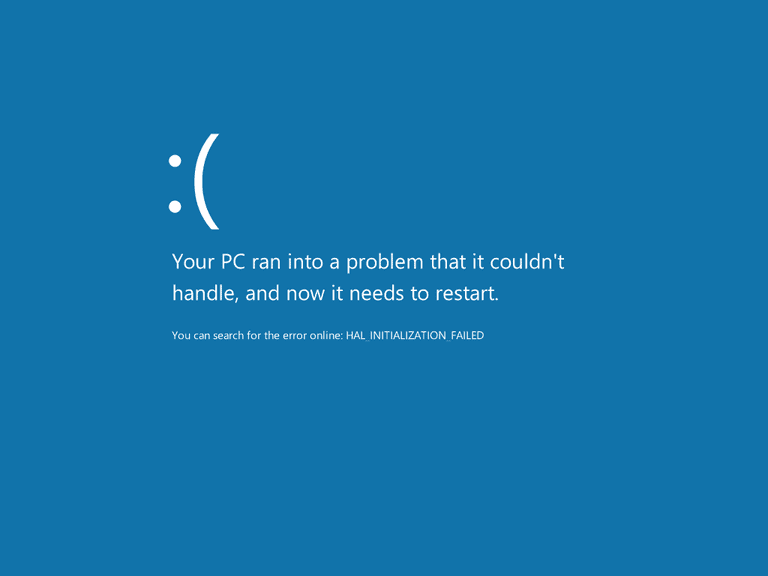 :(
Your PC ran into a problem that it couldn't
handle, and now it needs to restart.
You can search for the error online: HAL_INITIALIZATION_FAILED